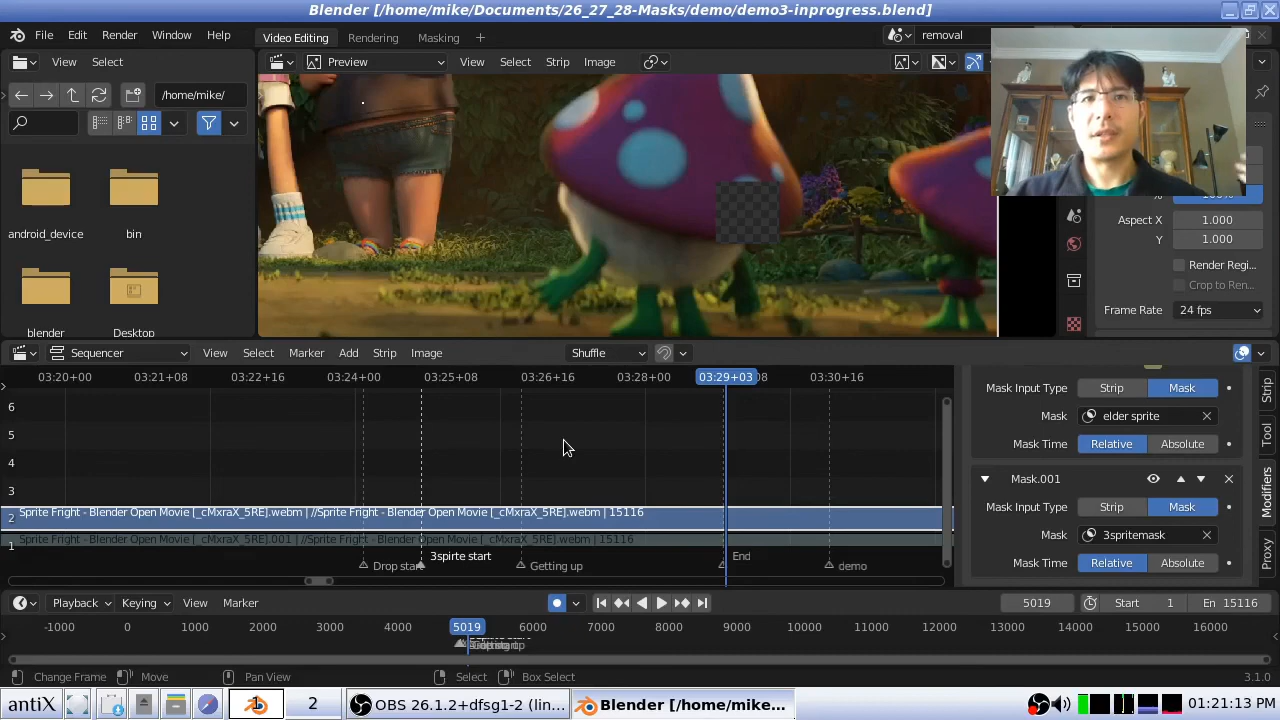 Blender [/home/mike/Documents/26_27_28-Masks/demo/demo3-inprogress.blend]
File Edit Render Window Help
Video Editing Rendering Masking
removal
View Select
Preview
View Select Strip Image
/home/mike/
android_device bin
blender Desktop
%
Aspect X 1.000
Y 1.000
Render Regi...
Crop to Ren...
Frame Rate 24 fps
Sequencer View Select Marker Add Strip Image Shuffle
03:20+00 03:21+08 03:22+16 03:24+00 03:25+08 03:26+16 03:28+00 03:29+03 08 03:30+16
6
5
4
3
2
1
Sprite Fright - Blender Open Movie [_cMxraX_5RE].webm | //Sprite Fright - Blender Open Movie [_cMxraX_5RE].webm | 15116
Sprite Fright - Blender Open Movie [_cMxraX_5RE].001 | //Sprite Fright - Blender Open Movie [_cMxraX_5RE].webm | 15116
3spirte start End
Drop star Getting up demo
Mask Input Type Strip Mask
Mask elder sprite
Mask Time Relative Absolute
Mask.001
Mask Input Type Strip Mask
Mask 3spritemask
Mask Time Relative Absolute
Strip
Tool
Modifiers
Proxy
Playback Keying View Marker
5019 Start 1 En 15116
-1000 0 1000 2000 3000 4000 5019 6000 7000 8000 9000 10000 11000 12000 13000 14000 15000 16000
Change Frame Move Pan View Select Box Select 3.1.0
antiX 1 2 OBS 26.1.2+dfsg1-2 (lin... Blender [/home/mike... 01:21:13 PM